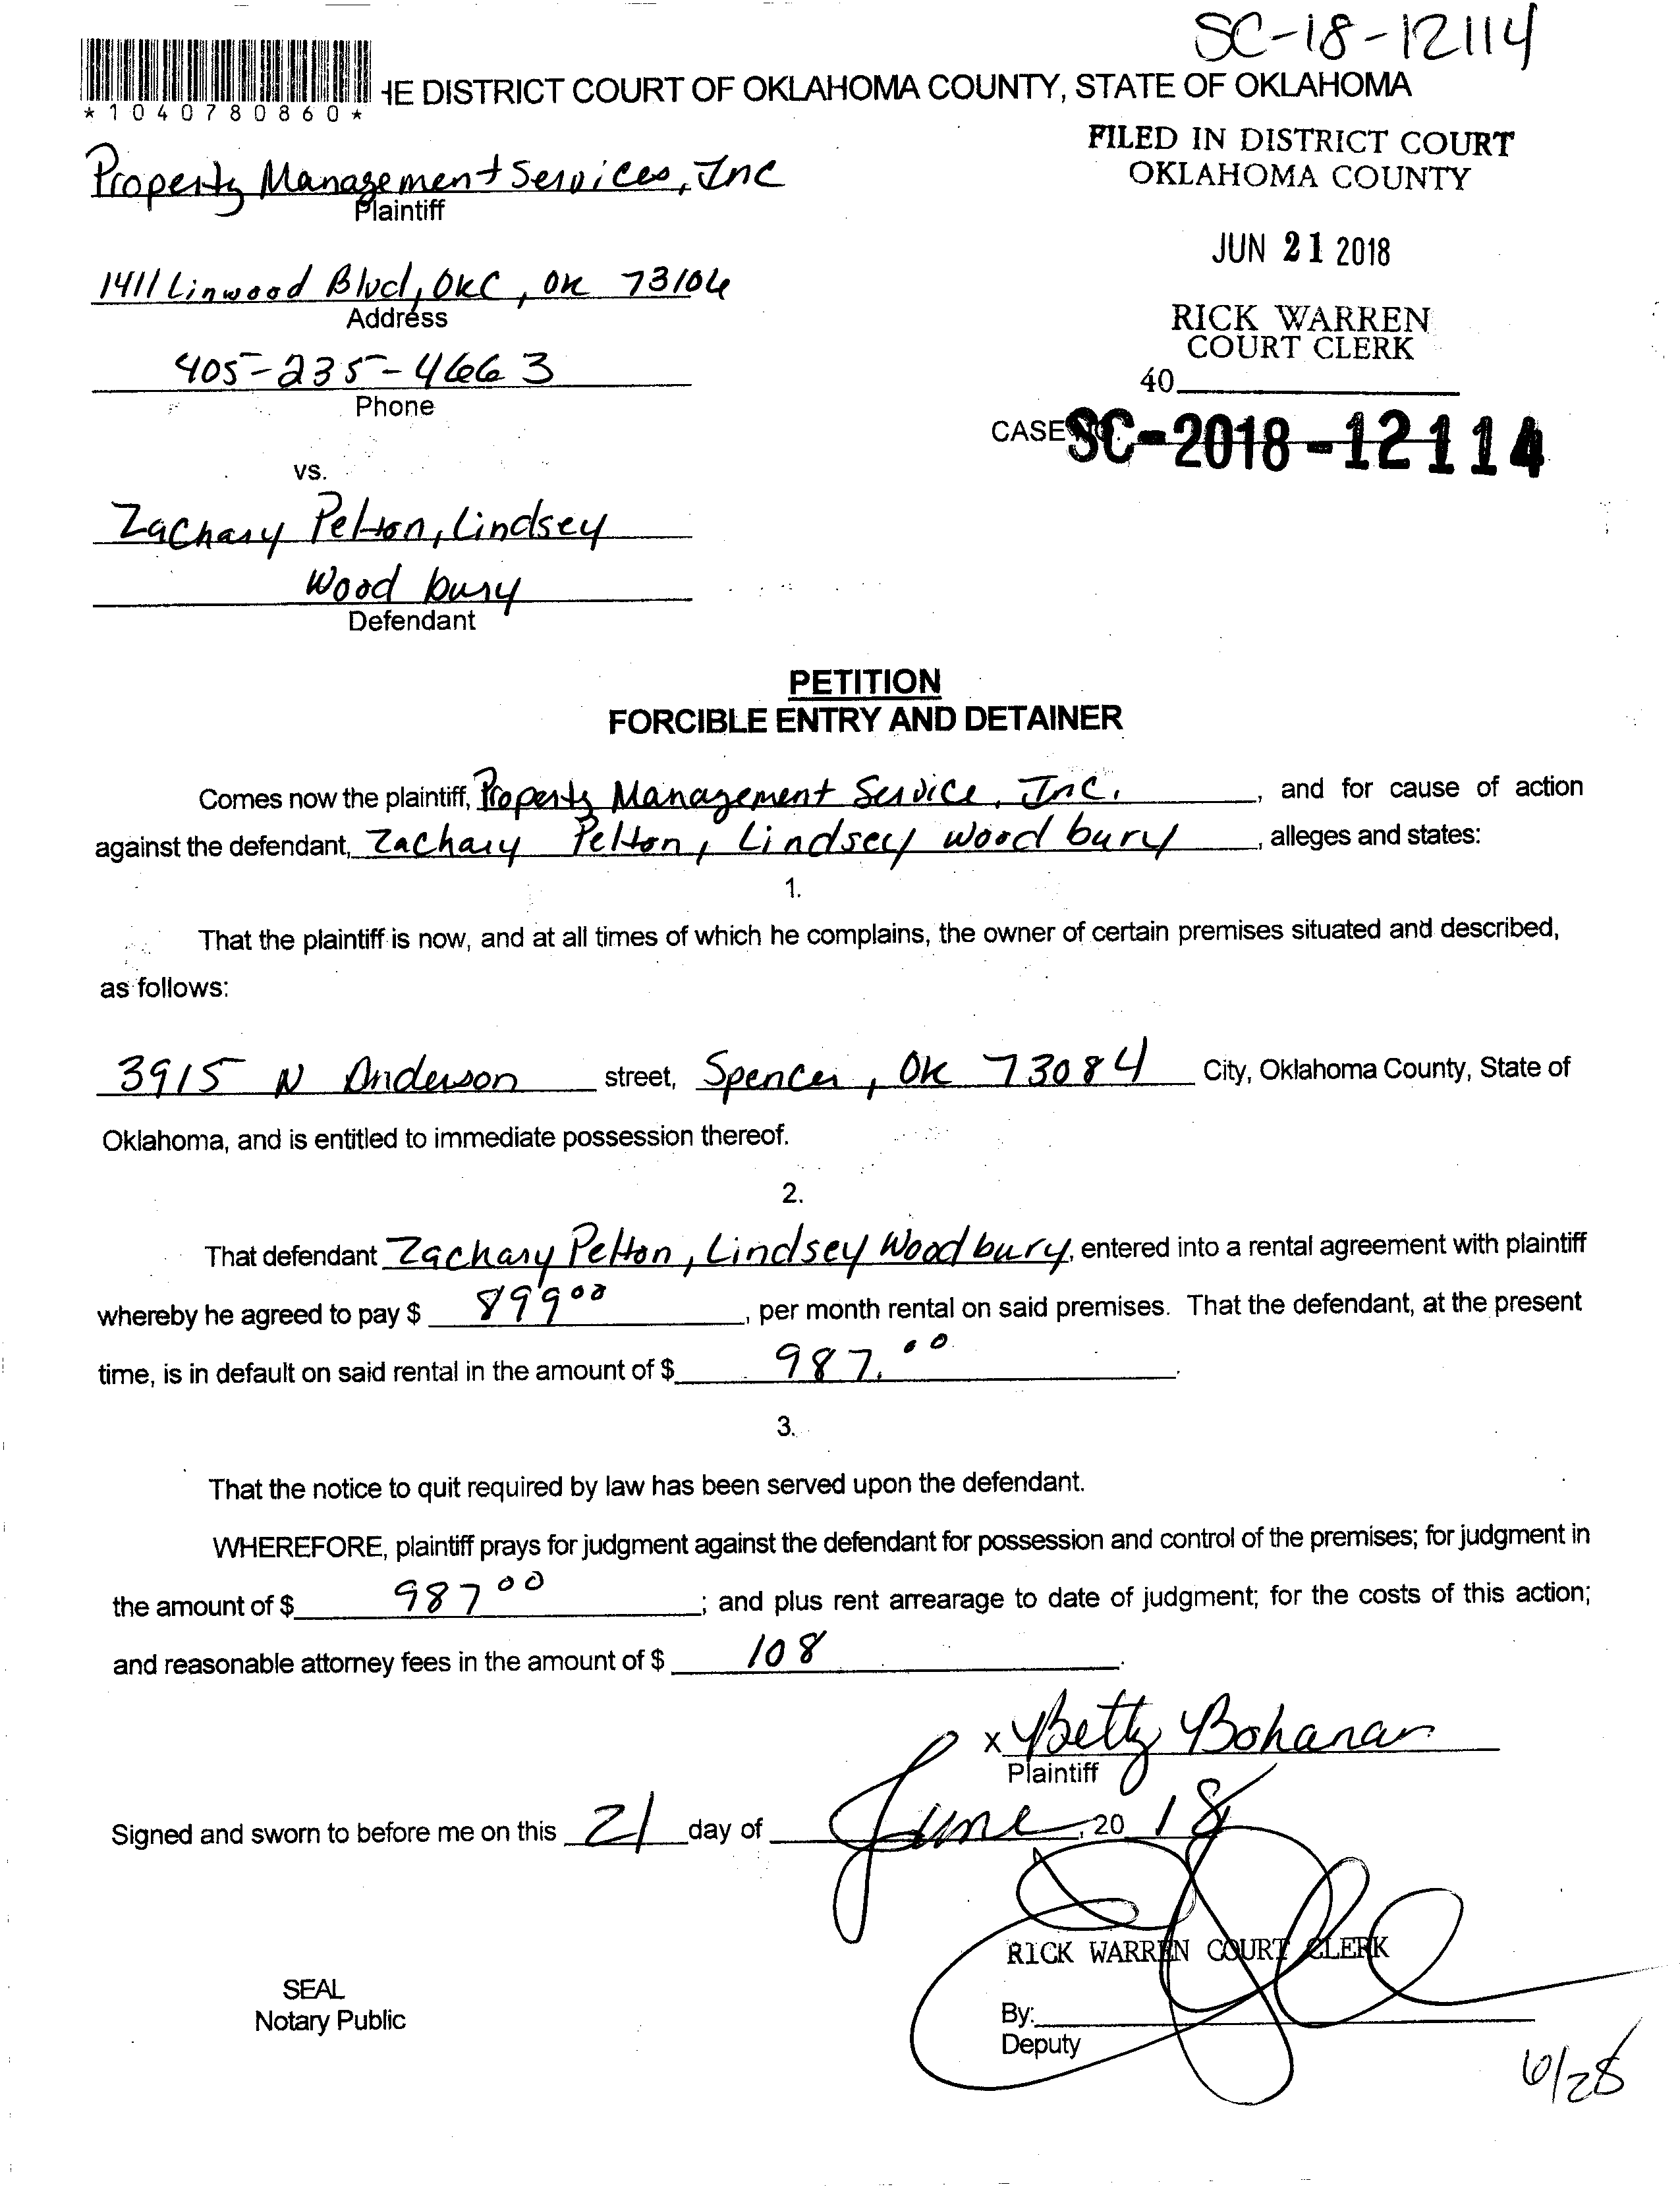 SC-18-12114
HE DISTRICT COURT OF OKLAHOMA COUNTY, STATE OF OKLAHOMA
*1040780860*
FILED IN DISTRICT COURT
OKLAHOMA COUNTY
Property Management Services, Inc
Plaintiff
JUN 21 2018
1411 Linwood Blvd, OKC, OK 73106
Address
RICK WARREN
COURT CLERK
405-235-4663
Phone
40
CASE SC-2018-12114
vs.
Zachary Pelton, Lindsey
Wood bury
Defendant
PETITION
FORCIBLE ENTRY AND DETAINER
Comes now the plaintiff, Property Management Service, Inc. , and for cause of action
against the defendant, Zachary Pelton, Lindsey Wood bury , alleges and states:
1.
That the plaintiff is now, and at all times of which he complains, the owner of certain premises situated and described,
as follows:
3915 N Anderson street, Spencer, OK 73084 City, Oklahoma County, State of
Oklahoma, and is entitled to immediate possession thereof.
2.
That defendant Zachary Pelton, Lindsey Wood bury, entered into a rental agreement with plaintiff
whereby he agreed to pay $ 899 00 , per month rental on said premises. That the defendant, at the present
time, is in default on said rental in the amount of $ 987.00 .
3.
That the notice to quit required by law has been served upon the defendant.
WHEREFORE, plaintiff prays for judgment against the defendant for possession and control of the premises; for judgment in
the amount of $ 987 00 ; and plus rent arrearage to date of judgment; for the costs of this action;
and reasonable attorney fees in the amount of $ 108 .
x Betty Bohanan
Plaintiff
Signed and sworn to before me on this 21 day of June, 20 18
RICK WARREN COURT CLERK
SEAL
Notary Public
By:
Deputy
6/28